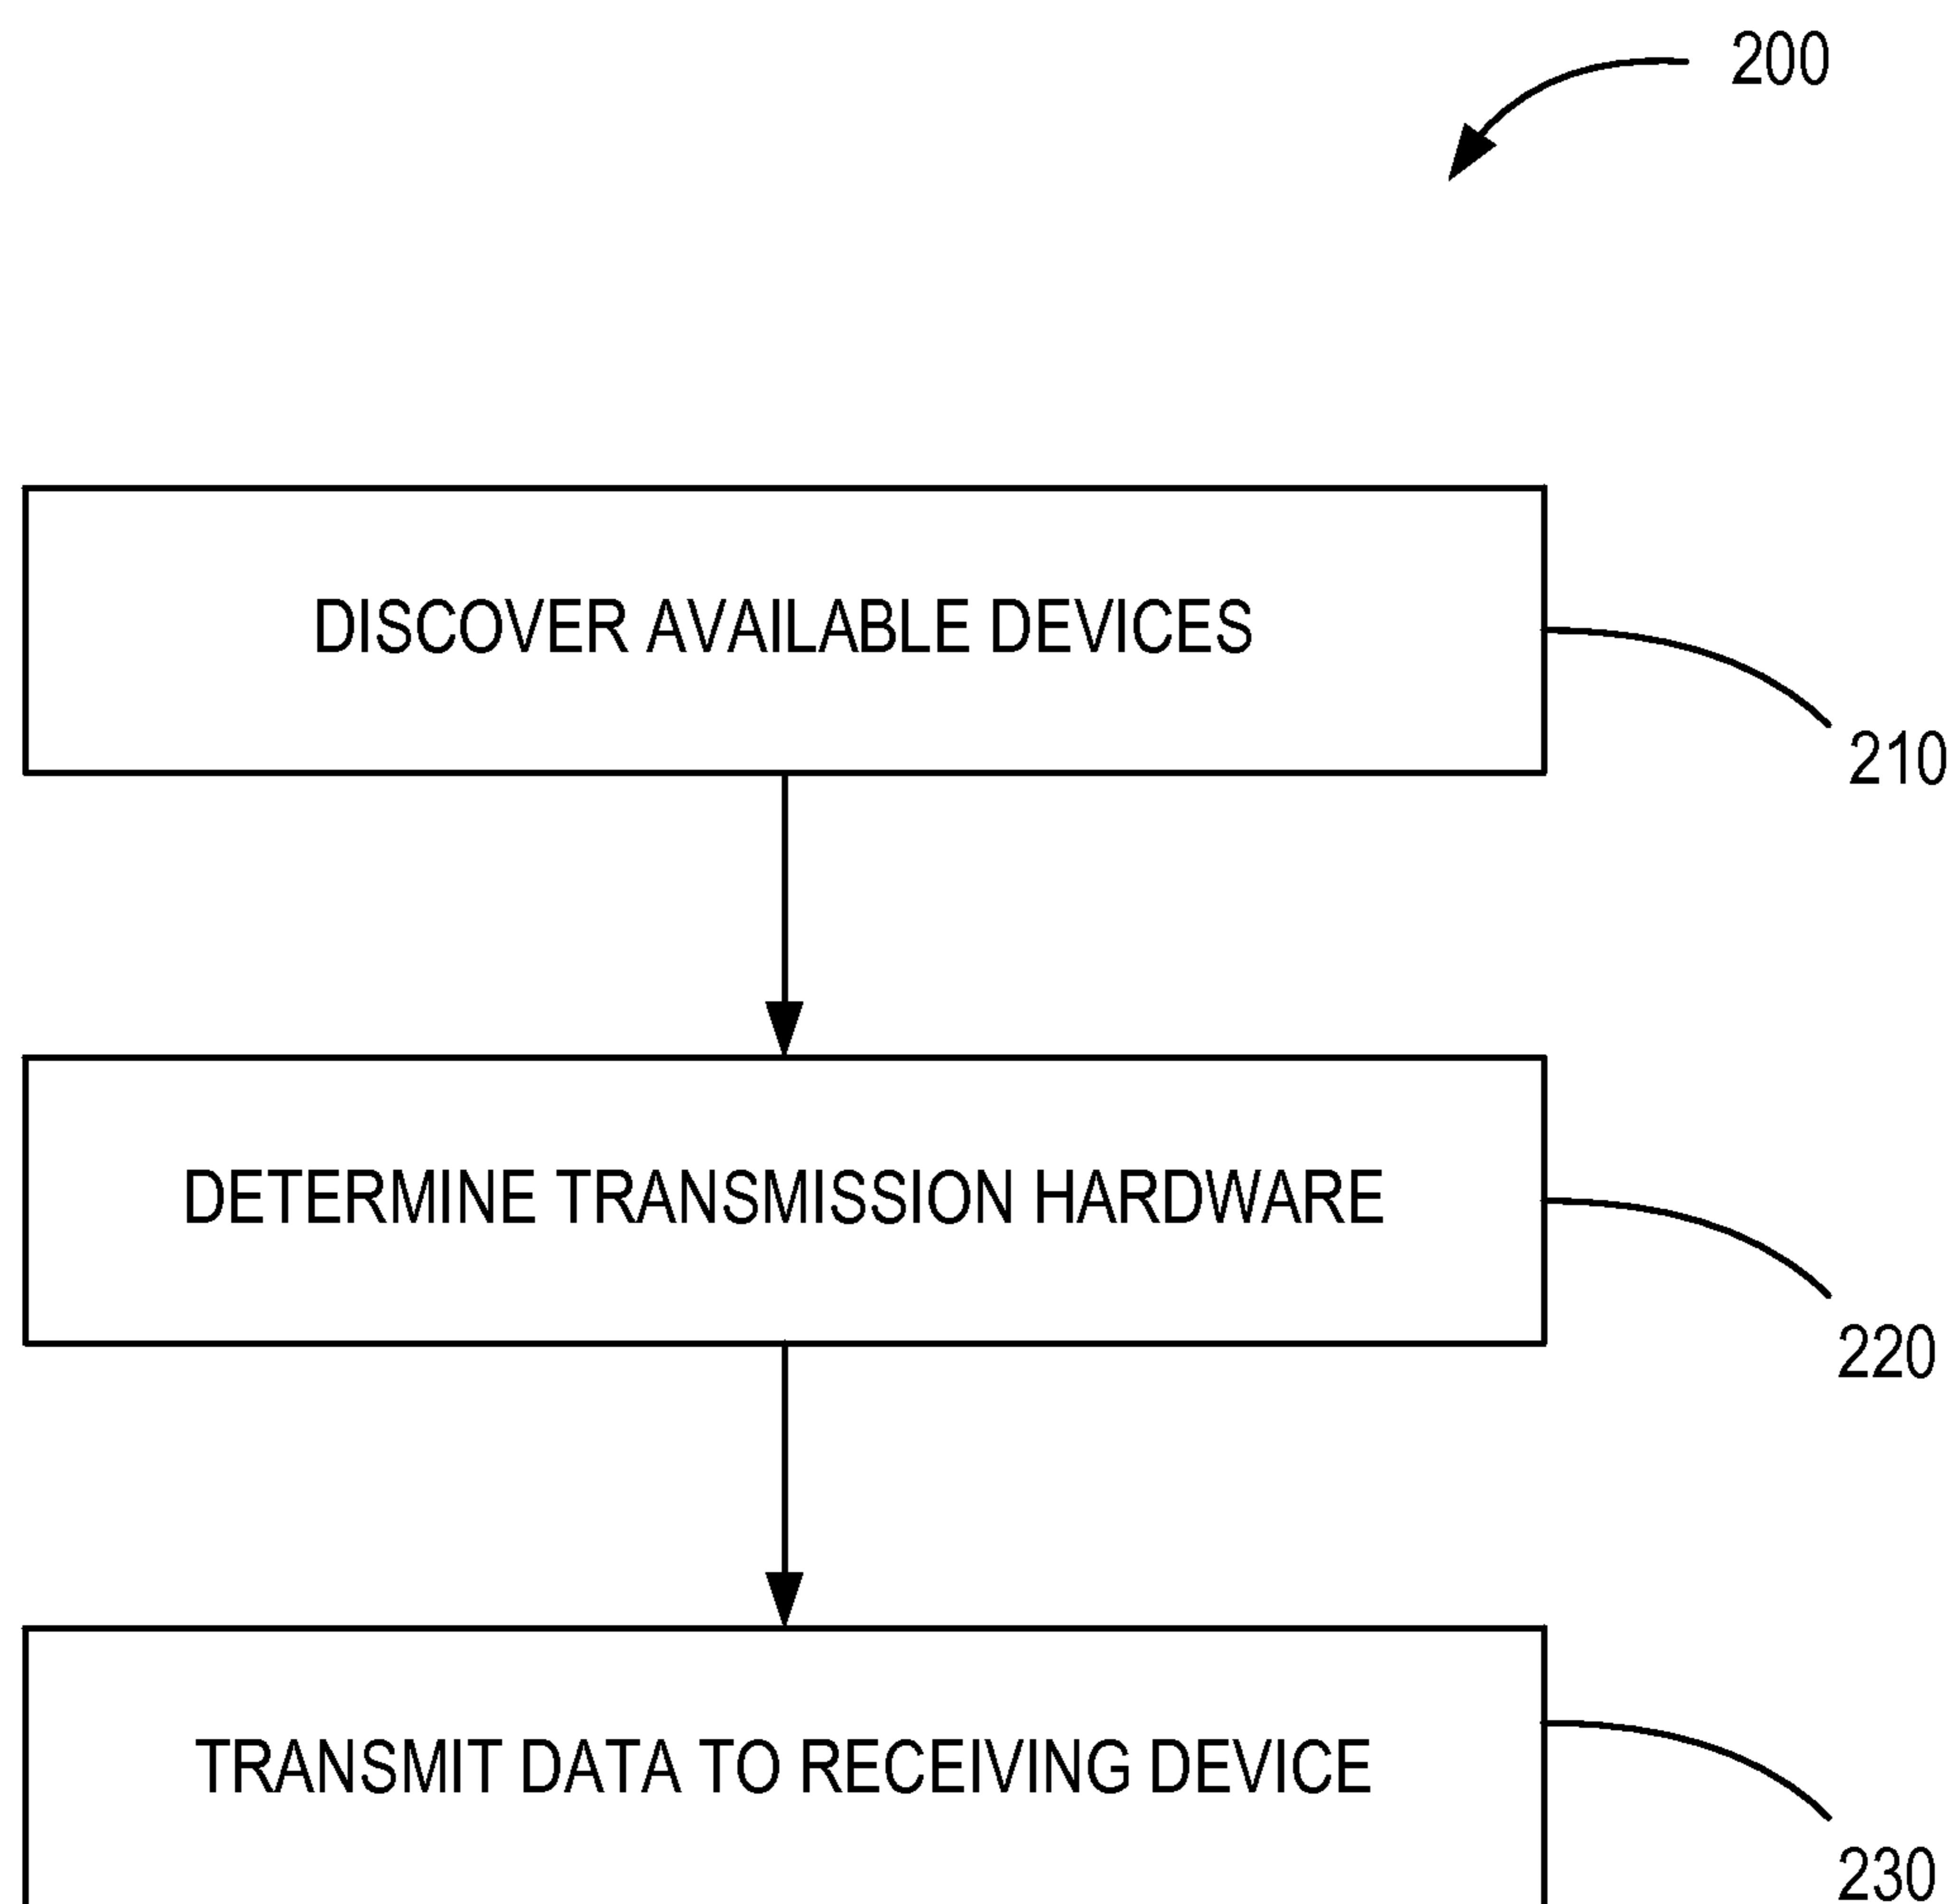 200
DISCOVER AVAILABLE DEVICES
210
DETERMINE TRANSMISSION HARDWARE
220
TRANSMIT DATA TO RECEIVING DEVICE
230